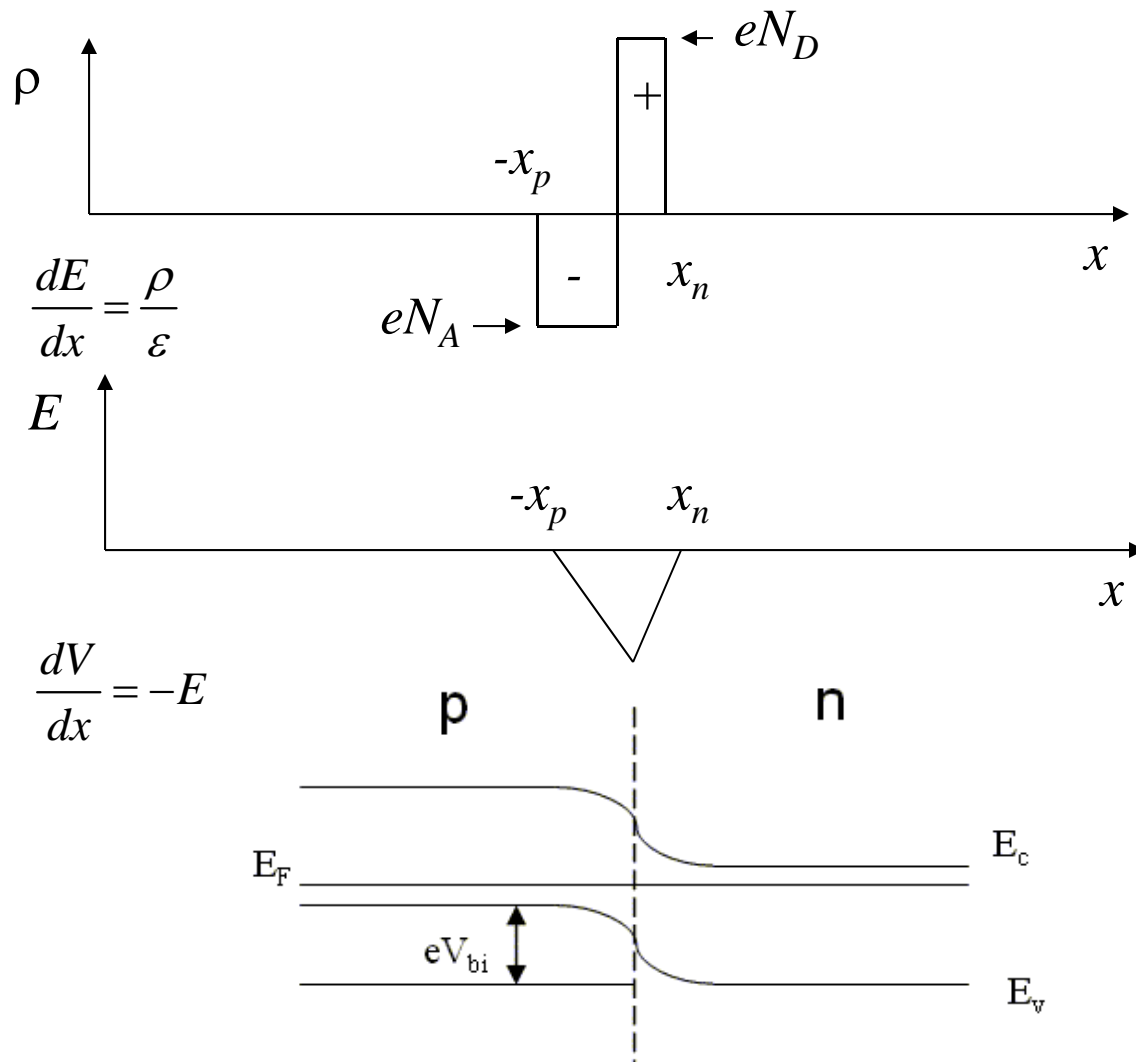 eN_D
ρ
+
-x_p
x
dE/dx = ρ/ε
-
x_n
eN_A
E
-x_p
x_n
x
dV/dx = −E
p
n
E_c
E_F
eV_bi
E_v